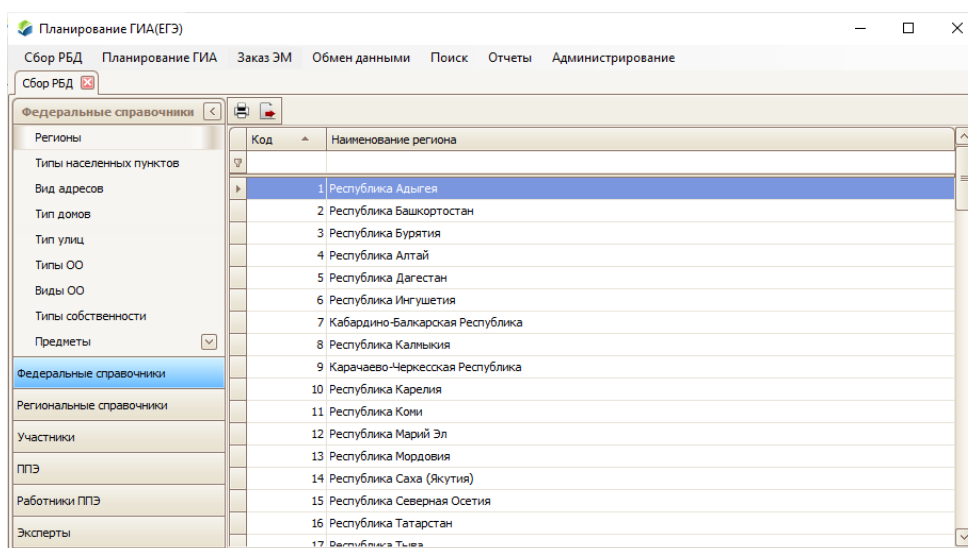 Планирование ГИА(ЕГЭ)
Сбор РБД Планирование ГИА Заказ ЭМ Обмен данными Поиск Отчеты Администрирование
Сбор РБД
Федеральные справочники
Регионы
Типы населенных пунктов
Вид адресов
Тип домов
Тип улиц
Типы ОО
Виды ОО
Типы собственности
Предметы
Федеральные справочники
Региональные справочники
Участники
ППЭ
Работники ППЭ
Эксперты
Код Наименование региона
1 Республика Адыгея
2 Республика Башкортостан
3 Республика Бурятия
4 Республика Алтай
5 Республика Дагестан
6 Республика Ингушетия
7 Кабардино-Балкарская Республика
8 Республика Калмыкия
9 Карачаево-Черкесская Республика
10 Республика Карелия
11 Республика Коми
12 Республика Марий Эл
13 Республика Мордовия
14 Республика Саха (Якутия)
15 Республика Северная Осетия
16 Республика Татарстан
17 Республика Тыва